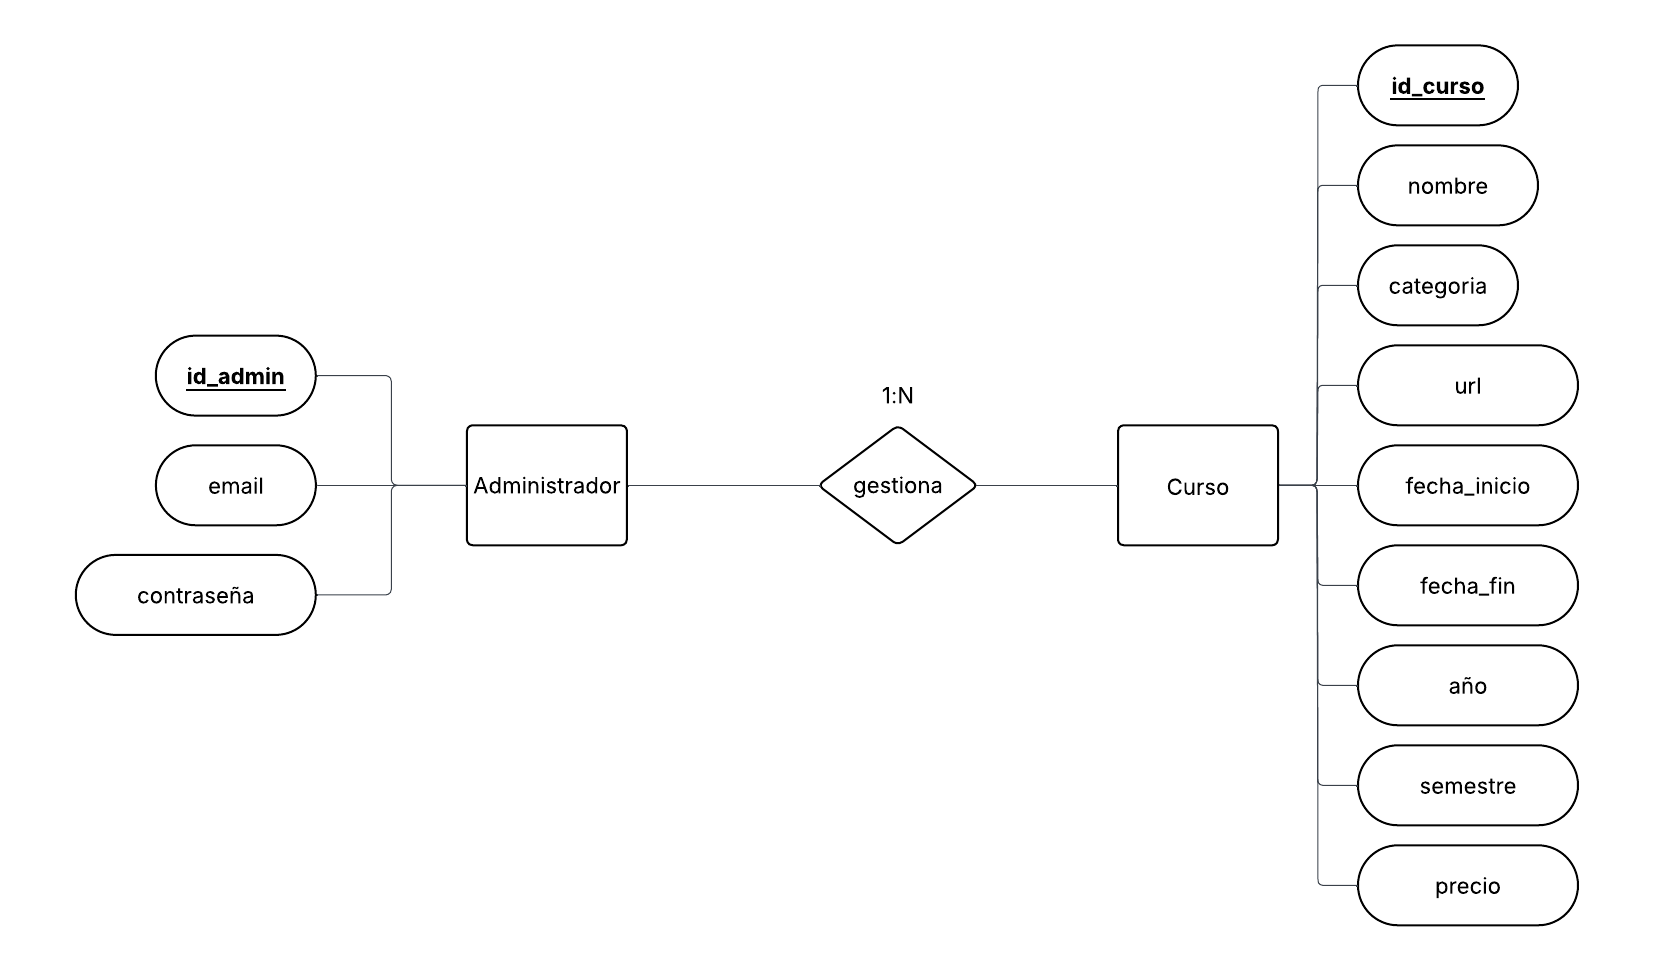 id_admin
email
contraseña
Administrador
1:N
gestiona
Curso
id_curso
nombre
categoria
url
fecha_inicio
fecha_fin
año
semestre
precio